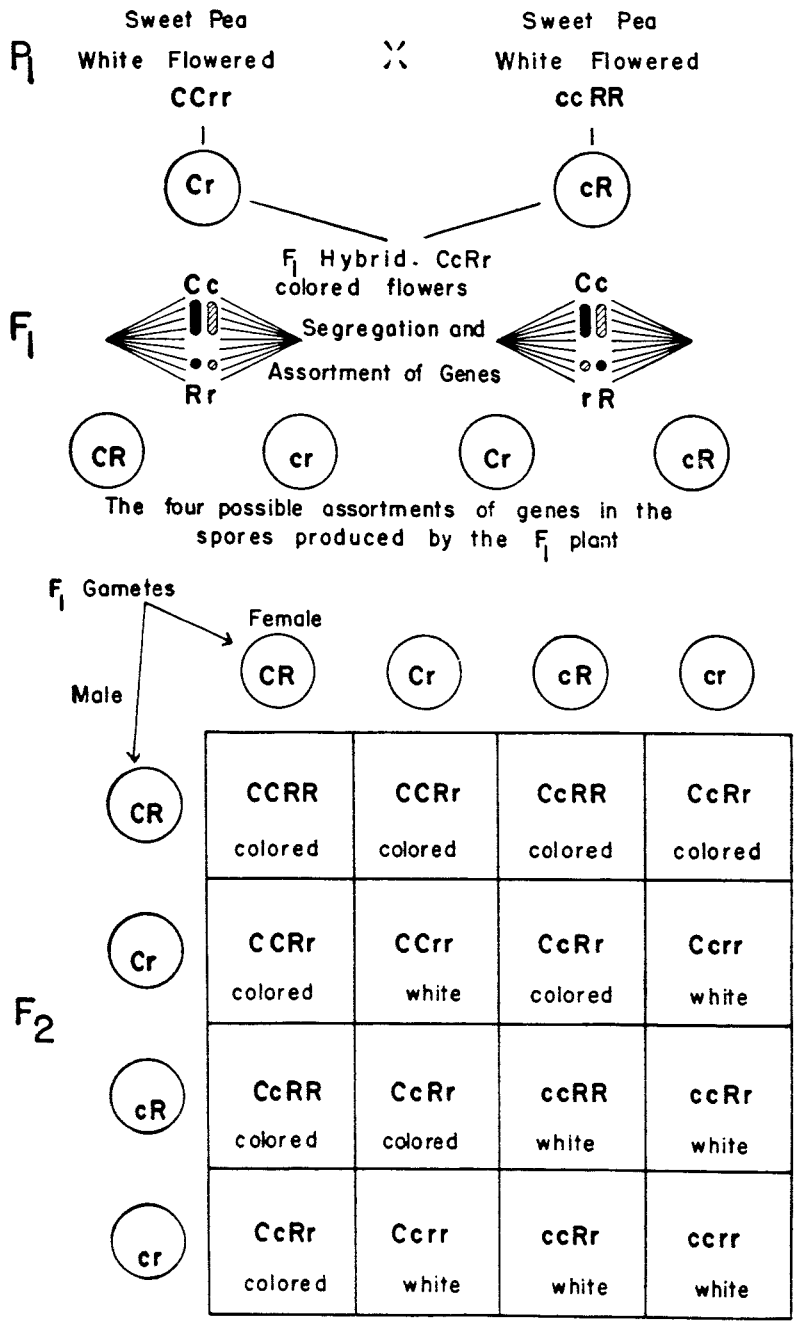 Sweet Pea Sweet Pea
P1 White Flowered X White Flowered
CCrr ccRR
Cr cR
F1 Hybrid. CcRr
colored flowers
Cc Cc
F1 Segregation and
Assortment of Genes
Rr rR
CR cr Cr cR
The four possible assortments of genes in the
spores produced by the F1 plant
F1 Gametes
Female
CR Cr cR cr
Male
CR CCRR CCRr CcRR CcRr
colored colored colored colored
Cr CCRr CCrr CcRr Ccrr
colored white colored white
F2
cR CcRR CcRr ccRR ccRr
colored colored white white
cr CcRr Ccrr ccRr ccrr
colored white white white